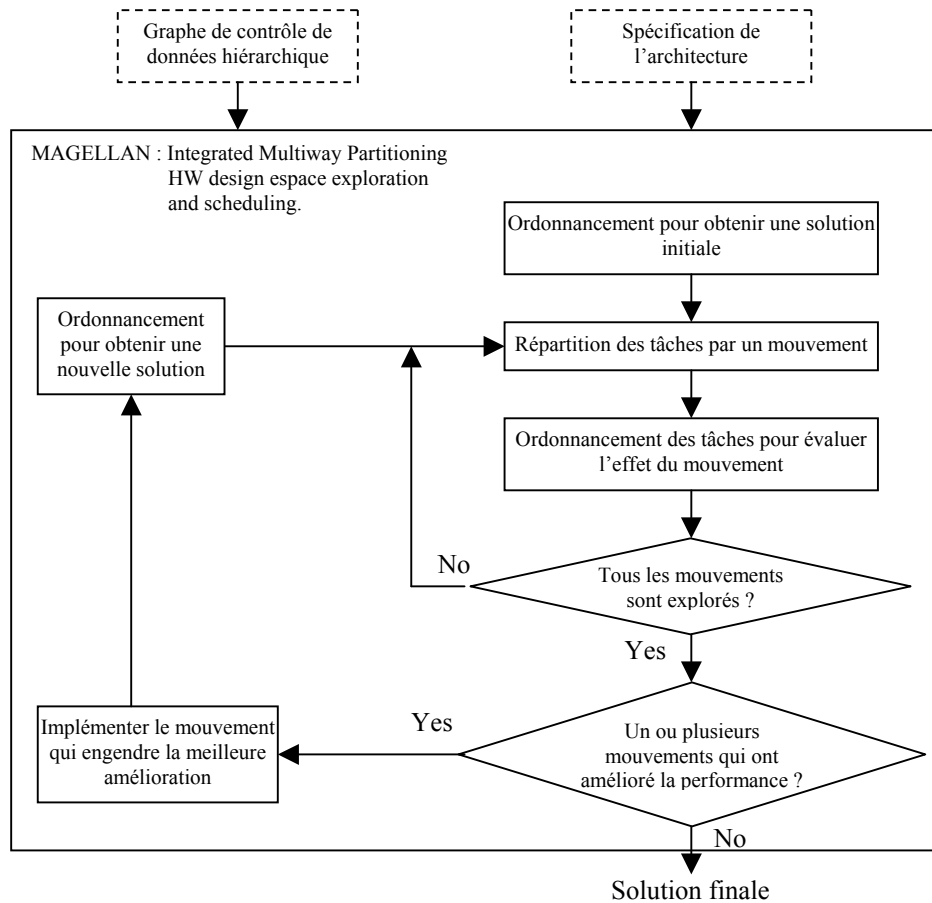 Graphe de contrôle de
données hiérarchique
Spécification de
l’architecture
MAGELLAN : Integrated Multiway Partitioning
HW design espace exploration
and scheduling.
Ordonnancement pour obtenir une solution
initiale
Ordonnancement
pour obtenir une
nouvelle solution
Répartition des tâches par un mouvement
Ordonnancement des tâches pour évaluer
l’effet du mouvement
No
Tous les mouvements
sont explorés ?
Yes
Implémenter le mouvement
qui engendre la meilleure
amélioration
Yes
Un ou plusieurs
mouvements qui ont
amélioré la performance ?
No
Solution finale